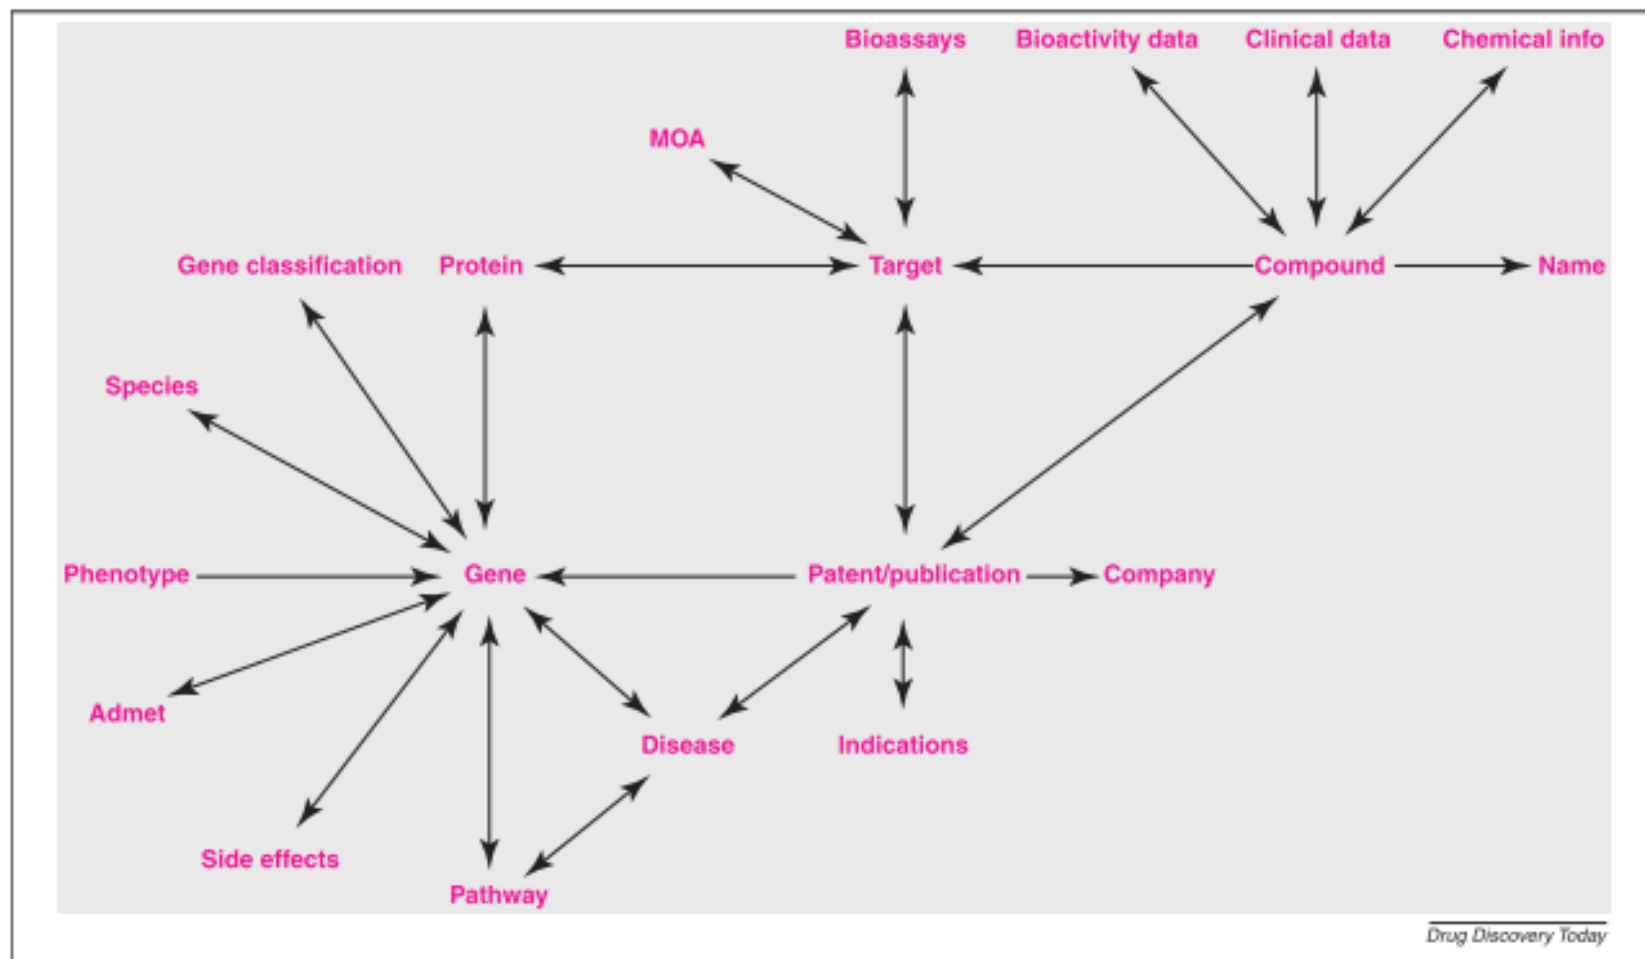 Bioassays Bioactivity data Clinical data Chemical info
MOA
Gene classification Protein Target Compound Name
Species
Phenotype Gene Patent/publication Company
Admet
Disease Indications
Side effects
Pathway
Drug Discovery Today